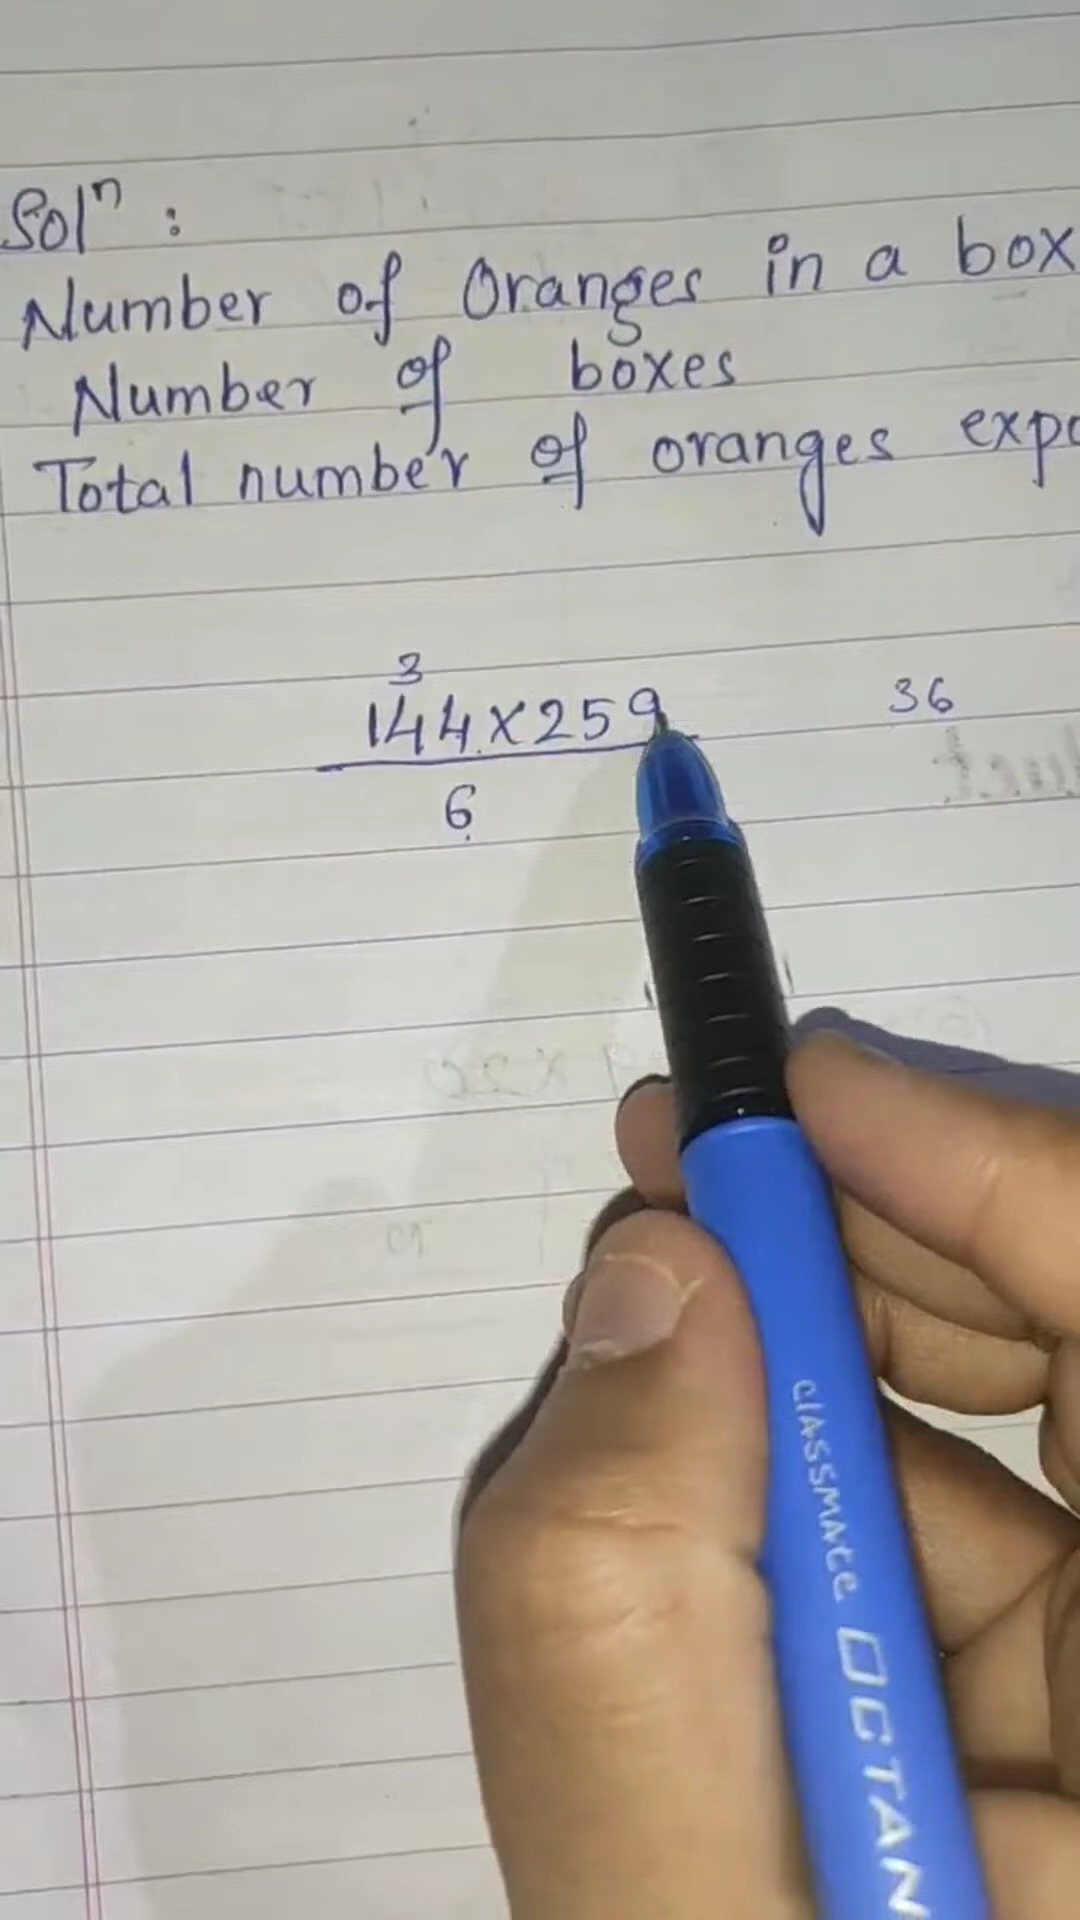 Solⁿ :
Number of Oranges in a box
Number of boxes
Total number of oranges
3
144 x 259
36
6
classmate OCTAN